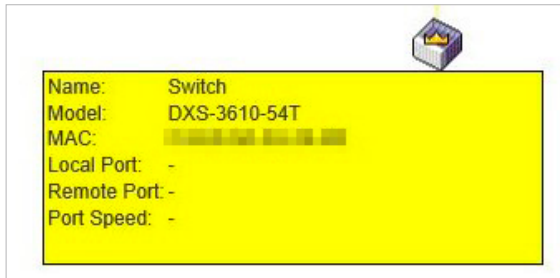 Name: Switch
Model: DXS-3610-54T
MAC:
Local Port: -
Remote Port: -
Port Speed: -